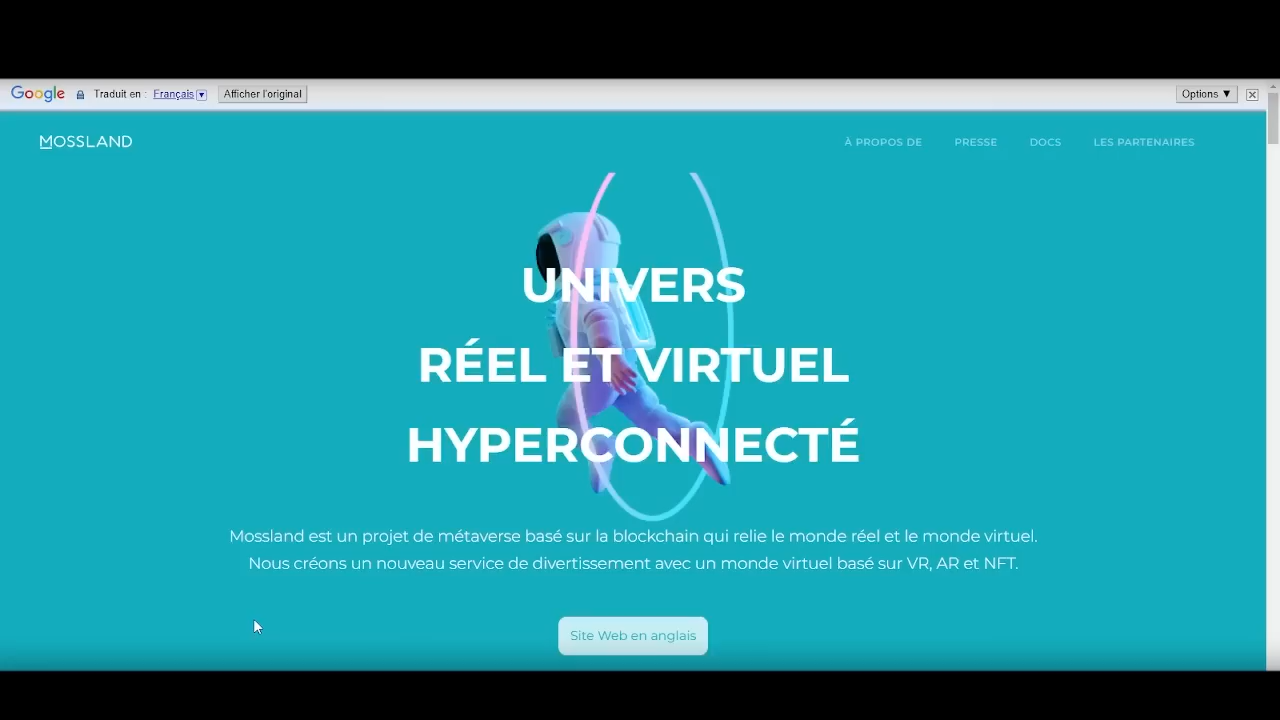 Google Traduit en : Français ▼ Afficher l'original Options ▼
MOSSLAND À PROPOS DE PRESSE DOCS LES PARTENAIRES
UNIVERS
RÉEL ET VIRTUEL
HYPERCONNECTÉ
Mossland est un projet de métaverse basé sur la blockchain qui relie le monde réel et le monde virtuel.
Nous créons un nouveau service de divertissement avec un monde virtuel basé sur VR, AR et NFT.
Site Web en anglais